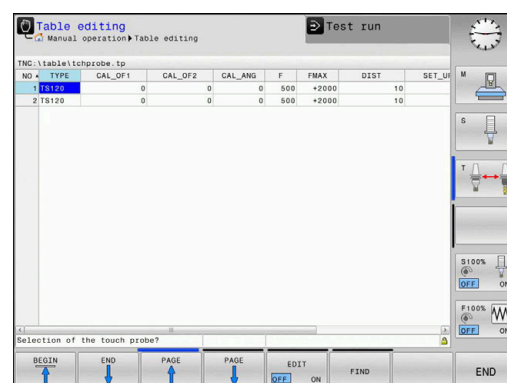 Table editing
Test run
Manual operation Table editing
TNC:\table\tchprobe.tp
NO TYPE CAL_OF1 CAL_OF2 CAL_ANG F FMAX DIST SET_U
1 TS120 0 0 0 500 +2000 10
2 TS120 0 0 0 500 +2000 10
M
S
T
S100%
OFF ON
F100%
OFF ON
Selection of the touch probe?
BEGIN
END
PAGE
PAGE
EDIT
OFF ON
FIND
END